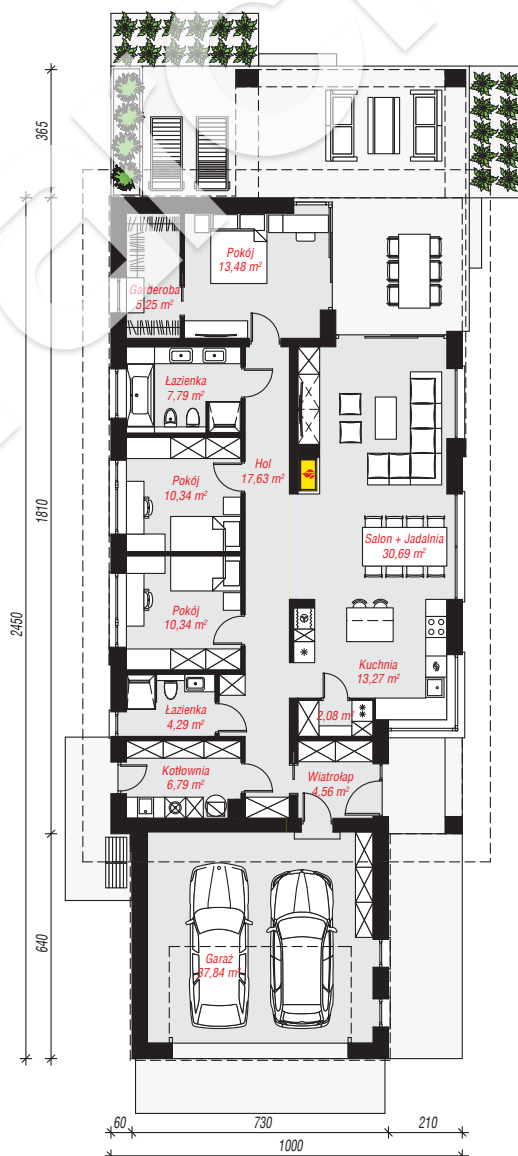 365
Pokój
13,48 m²
Garderoba
5,25 m²
Łazienka
7,79 m²
Hol
17,63 m²
Pokój
10,34 m²
1810
2450
Salon + Jadalnia
30,69 m²
Pokój
10,34 m²
Kuchnia
13,27 m²
Łazienka
4,29 m²
2,08 m²
Kotłownia
6,79 m²
Wiatrołap
4,56 m²
640
Garaż
37,84 m²
60
730
210
1000